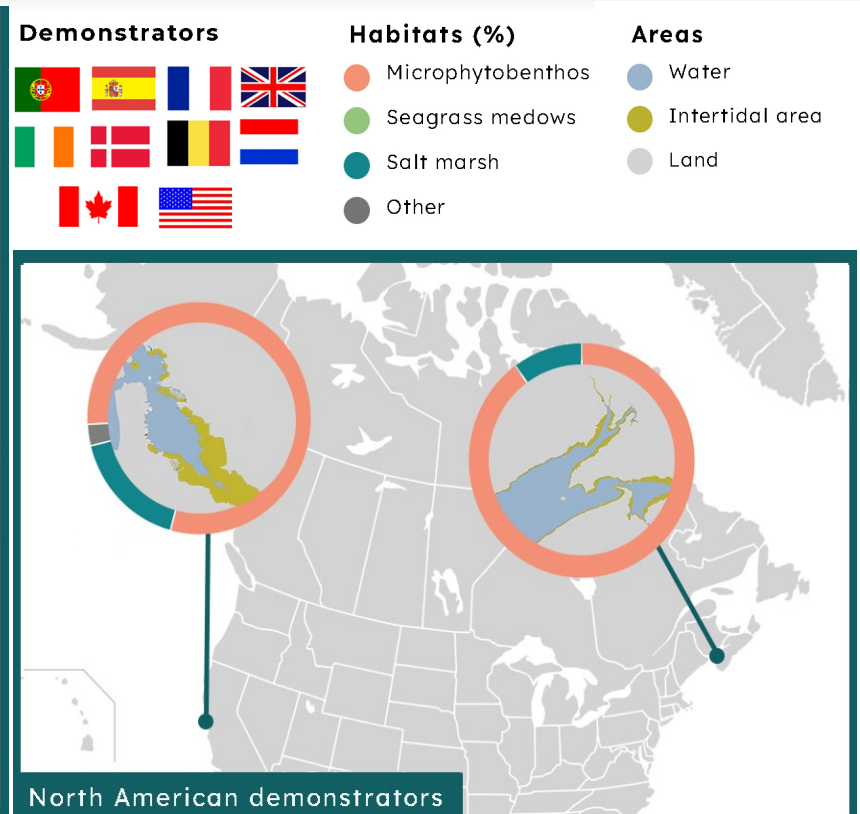 Demonstrators
Habitats (%)
Microphytobenthos
Seagrass medows
Salt marsh
Other
Areas
Water
Intertidal area
Land
North American demonstrators